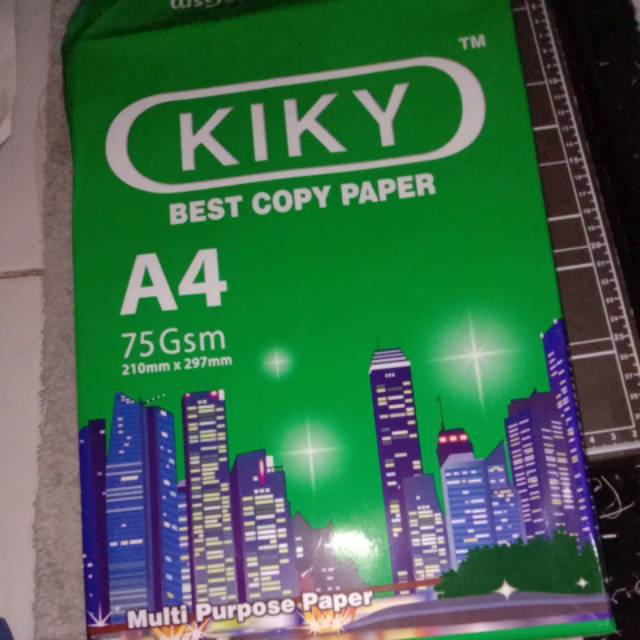 KIKY
TM
BEST COPY PAPER
A4
75Gsm
210mm x 297mm
Multi Purpose Paper